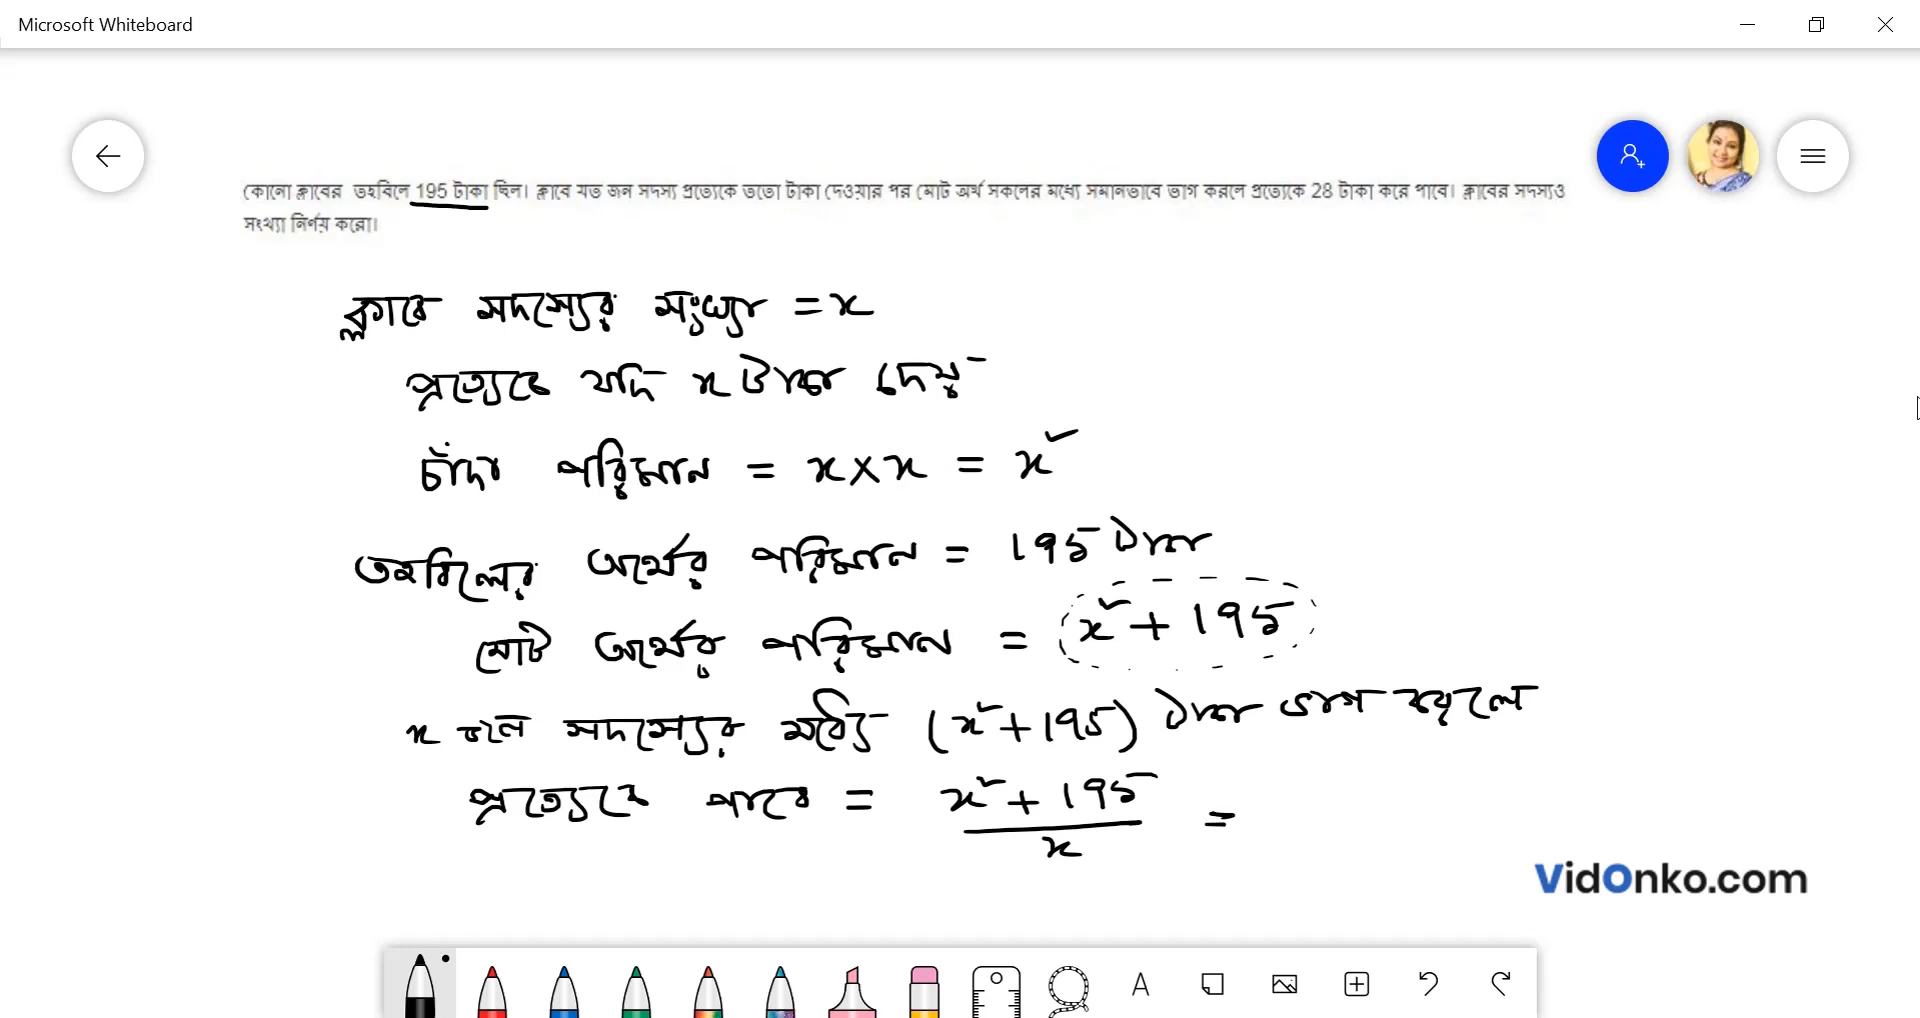 Microsoft Whiteboard
কোনো ক্লাবের তহবিলে 195 টাকা ছিল। ক্লাবে যত জন সদস্য প্রত্যেকে ততো টাকা দেওয়ার পর মোট অর্থ সকলের মধ্যে সমানভাবে ভাগ করলে প্রত্যেকে 28 টাকা করে পাবে। ক্লাবের সদস্যও
সংখ্যা নির্ণয় করো।
ক্লাবে সদস্যের সংখ্যা = x
প্রত্যেকে যদি x টাকা দেয়
চাঁদা পরিমান = x × x = x²
তহবিলের অর্থের পরিমান = 195 টাকা
মোট অর্থের পরিমান = x² + 195
x জন সদস্যের মধ্যে (x² + 195) টাকা ভাগ করলে
প্রত্যেকে পাবে = x² + 195 =
x
VidOnko.com
A